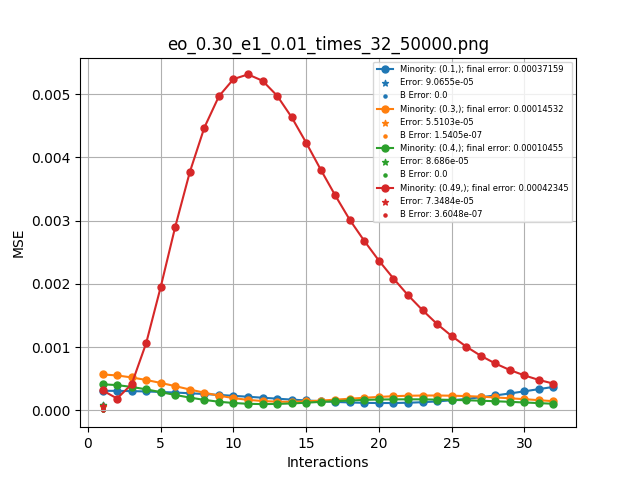 eo_0.30_e1_0.01_times_32_50000.png
Minority: (0.1,); final error: 0.00037159
Error: 9.0655e-05
B Error: 0.0
Minority: (0.3,); final error: 0.00014532
Error: 5.5103e-05
B Error: 1.5405e-07
Minority: (0.4,); final error: 0.00010455
Error: 8.686e-05
B Error: 0.0
Minority: (0.49,); final error: 0.00042345
Error: 7.3484e-05
B Error: 3.6048e-07
MSE
0.005
0.004
0.003
0.002
0.001
0.000
0 5 10 15 20 25 30
Interactions